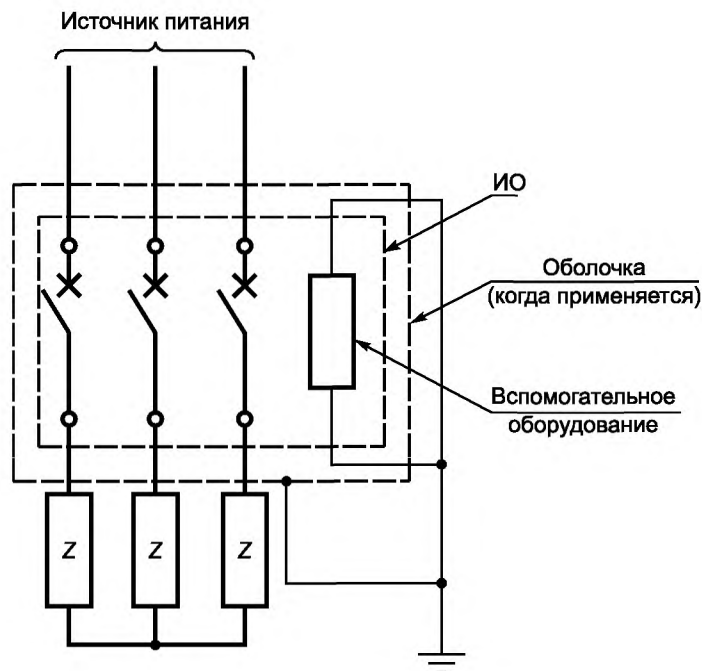 Источник питания
ИО
Оболочка
(когда применяется)
Вспомогательное
оборудование
Z
Z
Z